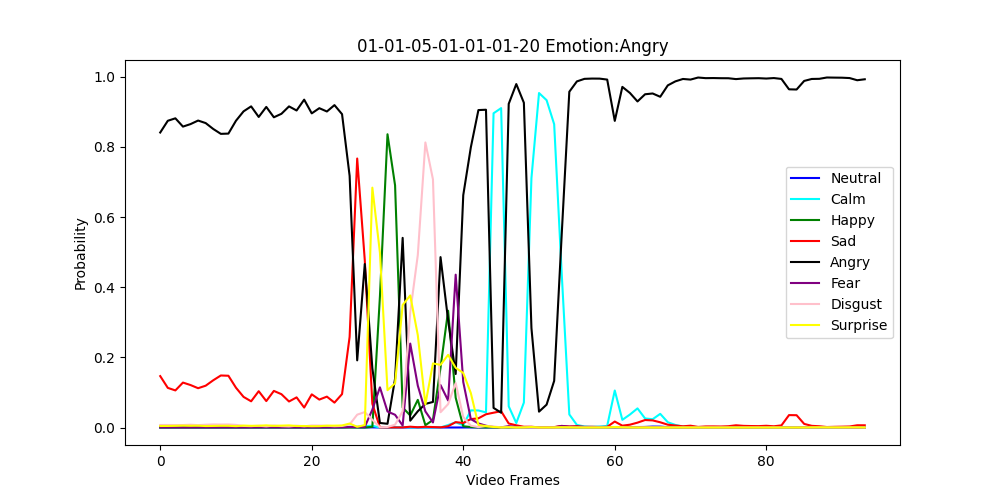 01-01-05-01-01-01-20 Emotion:Angry
1.0
0.8
0.6
0.4
0.2
0.0
Probability
0
20
40
60
80
Video Frames
Neutral
Calm
Happy
Sad
Angry
Fear
Disgust
Surprise